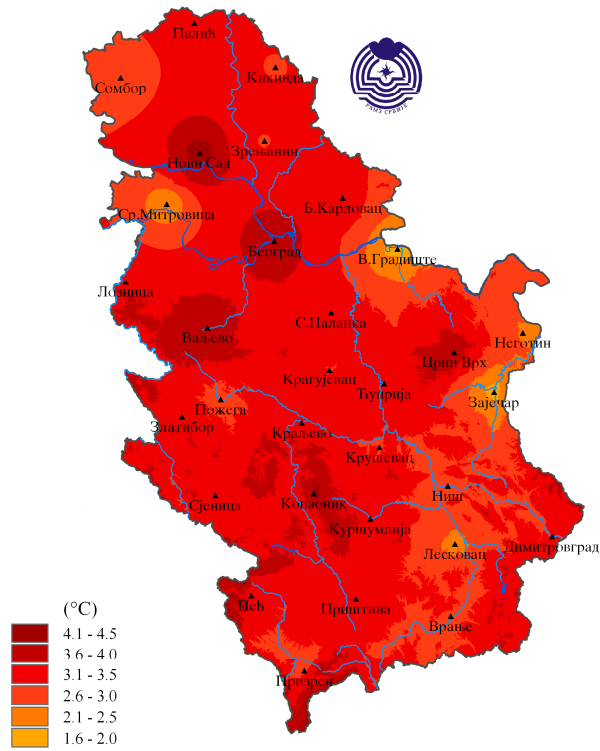 Палић
Кикинда
Сомбор
РХМЗ СРБИЈЕ
Зрењанин
Нови Сад
Б.Карловац
Ср.Митровица
Београд
В.Градиште
Лозница
С.Паланка
Ваљево
Неготин
Црни Врх
Крагујевац
Ћуприја
Зајечар
Пожега
Златибор
Краљево
Крушевац
Ниш
Сјеница
Копаоник
Куршумлија
Димитровград
Лесковац
Пећ
Приштина
Врање
Призрен
(°C)
4.1 - 4.5
3.6 - 4.0
3.1 - 3.5
2.6 - 3.0
2.1 - 2.5
1.6 - 2.0